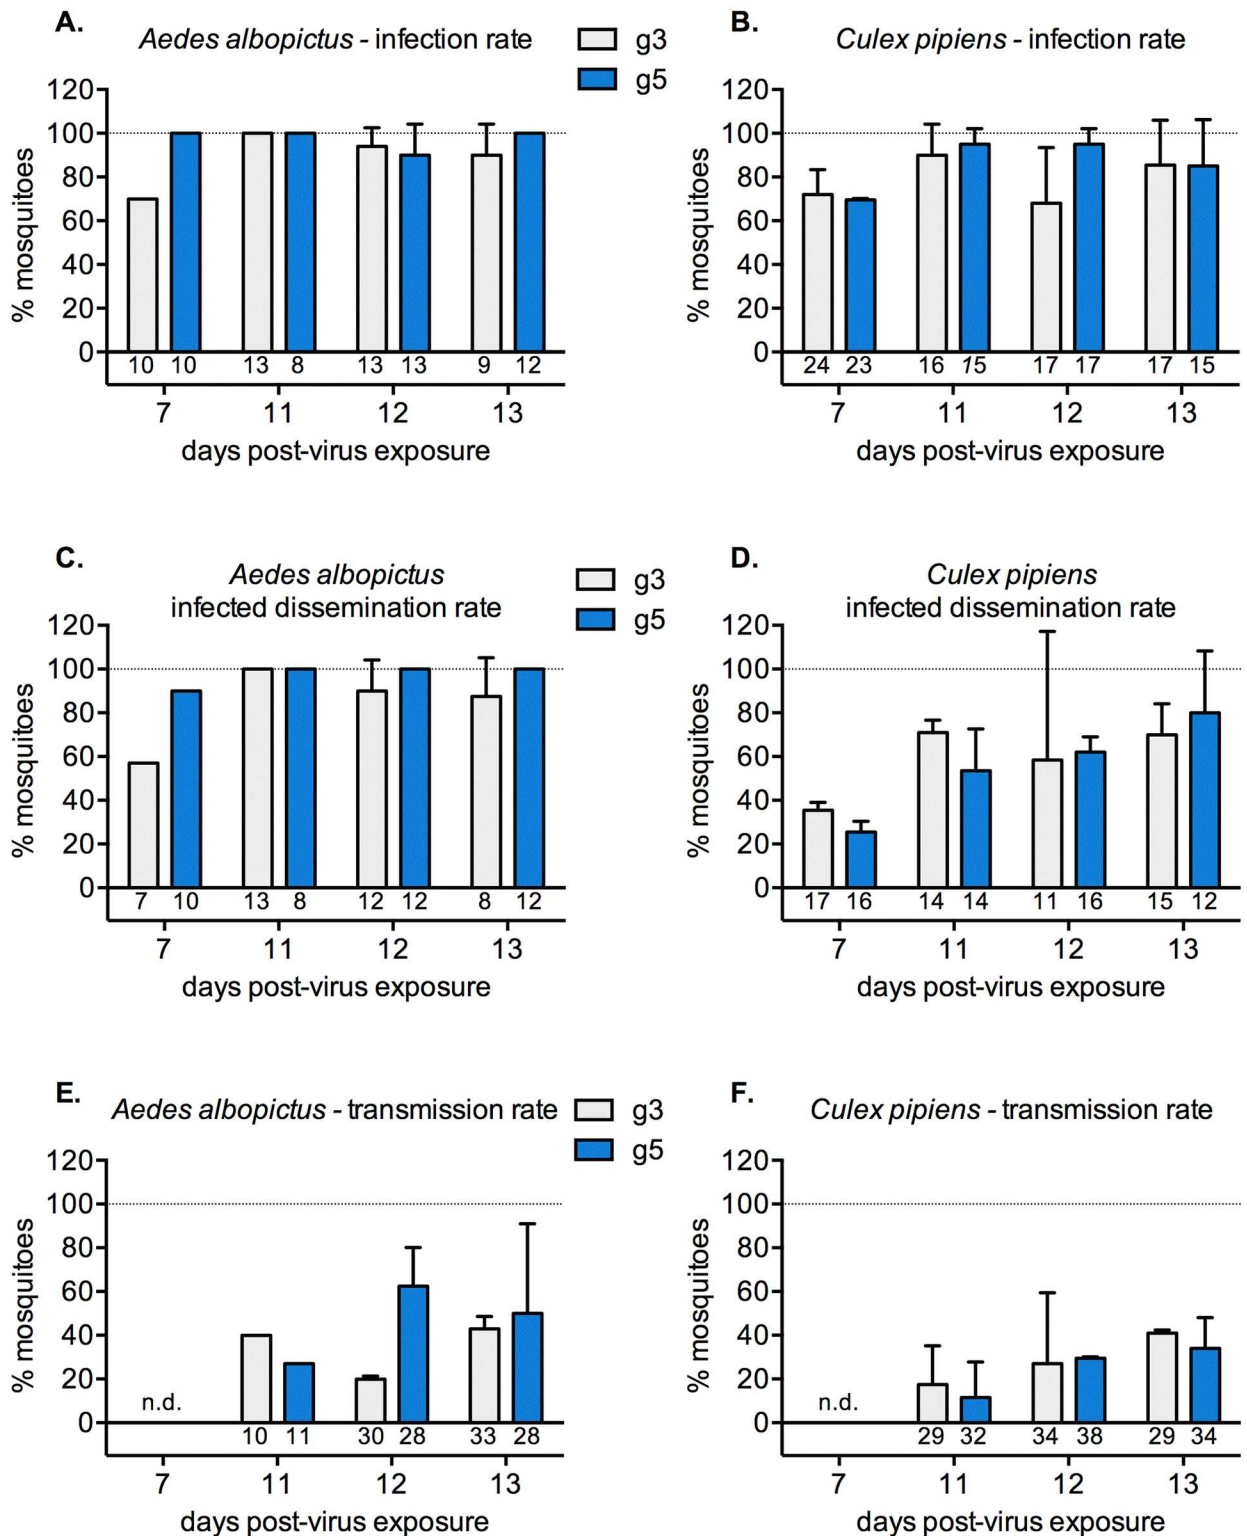 A.
Aedes albopictus - infection rate
g3
g5
120
100
80
60
40
20
0
% mosquitoes
10 10 13 8 13 13 9 12
7 11 12 13
days post-virus exposure
B.
Culex pipiens - infection rate
120
100
80
60
40
20
0
% mosquitoes
24 23 16 15 17 17 17 15
7 11 12 13
days post-virus exposure
C.
Aedes albopictus
infected dissemination rate
g3
g5
120
100
80
60
40
20
0
% mosquitoes
7 10 13 8 12 12 8 12
7 11 12 13
days post-virus exposure
D.
Culex pipiens
infected dissemination rate
120
100
80
60
40
20
0
% mosquitoes
17 16 14 14 11 16 15 12
7 11 12 13
days post-virus exposure
E.
Aedes albopictus - transmission rate
g3
g5
120
100
80
60
40
20
0
% mosquitoes
n.d.
10 11 30 28 33 28
7 11 12 13
days post-virus exposure
F.
Culex pipiens - transmission rate
120
100
80
60
40
20
0
% mosquitoes
n.d.
29 32 34 38 29 34
7 11 12 13
days post-virus exposure